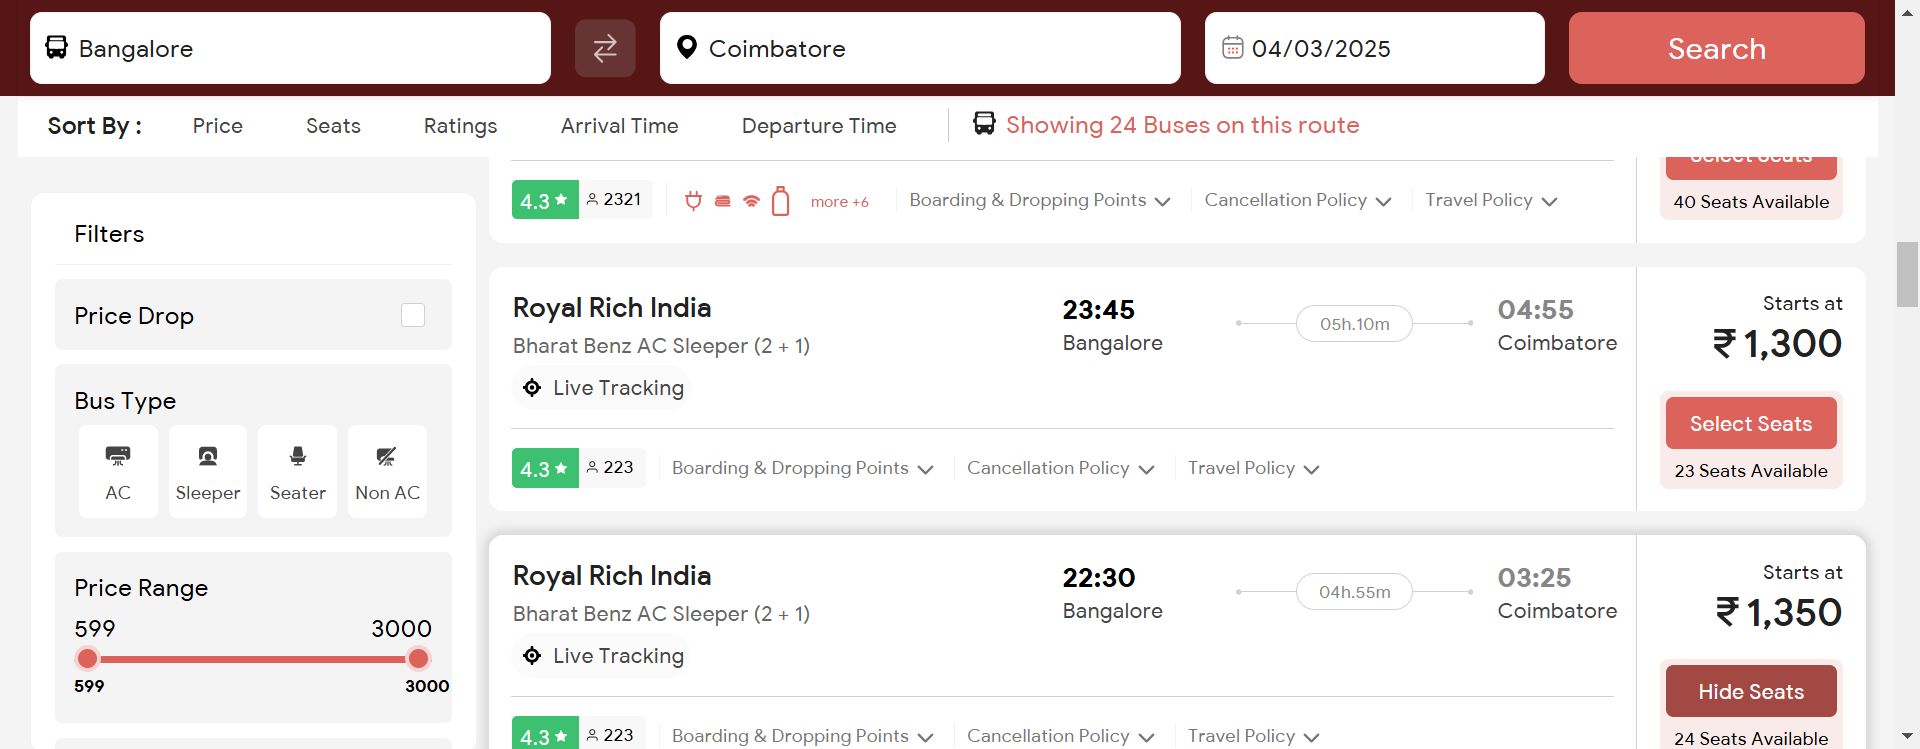 Bangalore
Coimbatore
04/03/2025
Search
Sort By :
Price
Seats
Ratings
Arrival Time
Departure Time
Showing 24 Buses on this route
Select Seats
4.3
2321
more +6
Boarding & Dropping Points
Cancellation Policy
Travel Policy
40 Seats Available
Filters
Price Drop
Bus Type
AC
Sleeper
Seater
Non AC
Price Range
599
3000
599
3000
Royal Rich India
Bharat Benz AC Sleeper (2 + 1)
Live Tracking
23:45
Bangalore
05h.10m
04:55
Coimbatore
Starts at
₹ 1,300
Select Seats
23 Seats Available
4.3
223
Boarding & Dropping Points
Cancellation Policy
Travel Policy
Royal Rich India
Bharat Benz AC Sleeper (2 + 1)
Live Tracking
22:30
Bangalore
04h.55m
03:25
Coimbatore
Starts at
₹ 1,350
Hide Seats
24 Seats Available
4.3
223
Boarding & Dropping Points
Cancellation Policy
Travel Policy